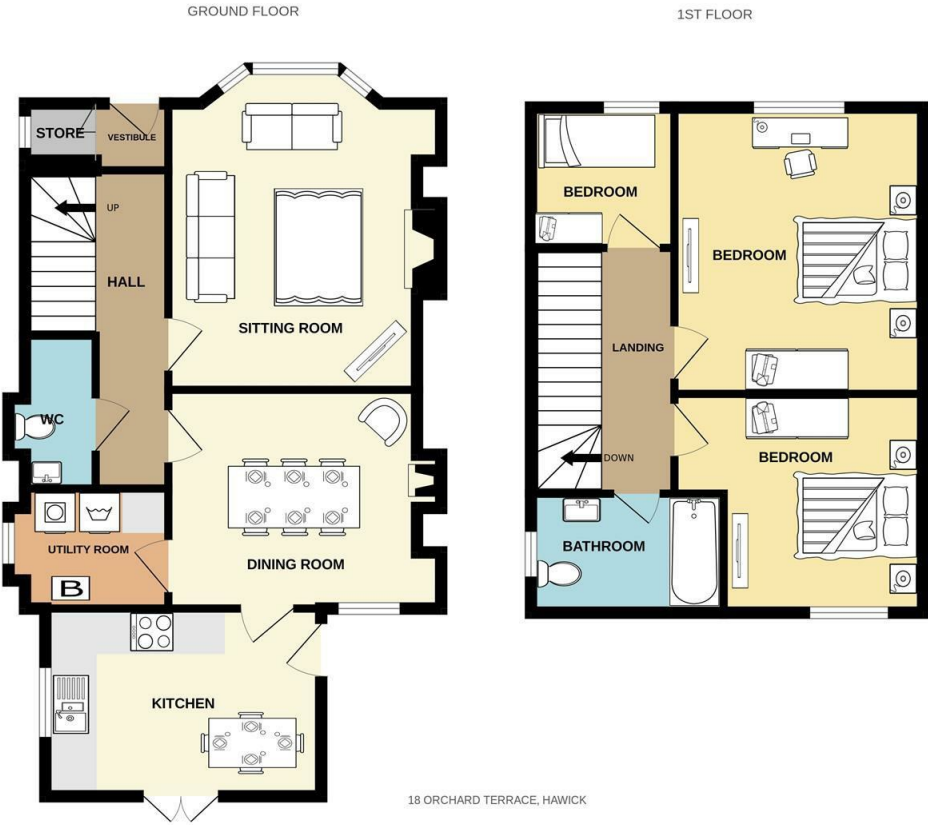 GROUND FLOOR
1ST FLOOR
STORE
VESTIBULE
UP
HALL
SITTING ROOM
WC
UTILITY ROOM
B
DINING ROOM
KITCHEN
BEDROOM
BEDROOM
LANDING
DOWN
BEDROOM
BATHROOM
18 ORCHARD TERRACE, HAWICK